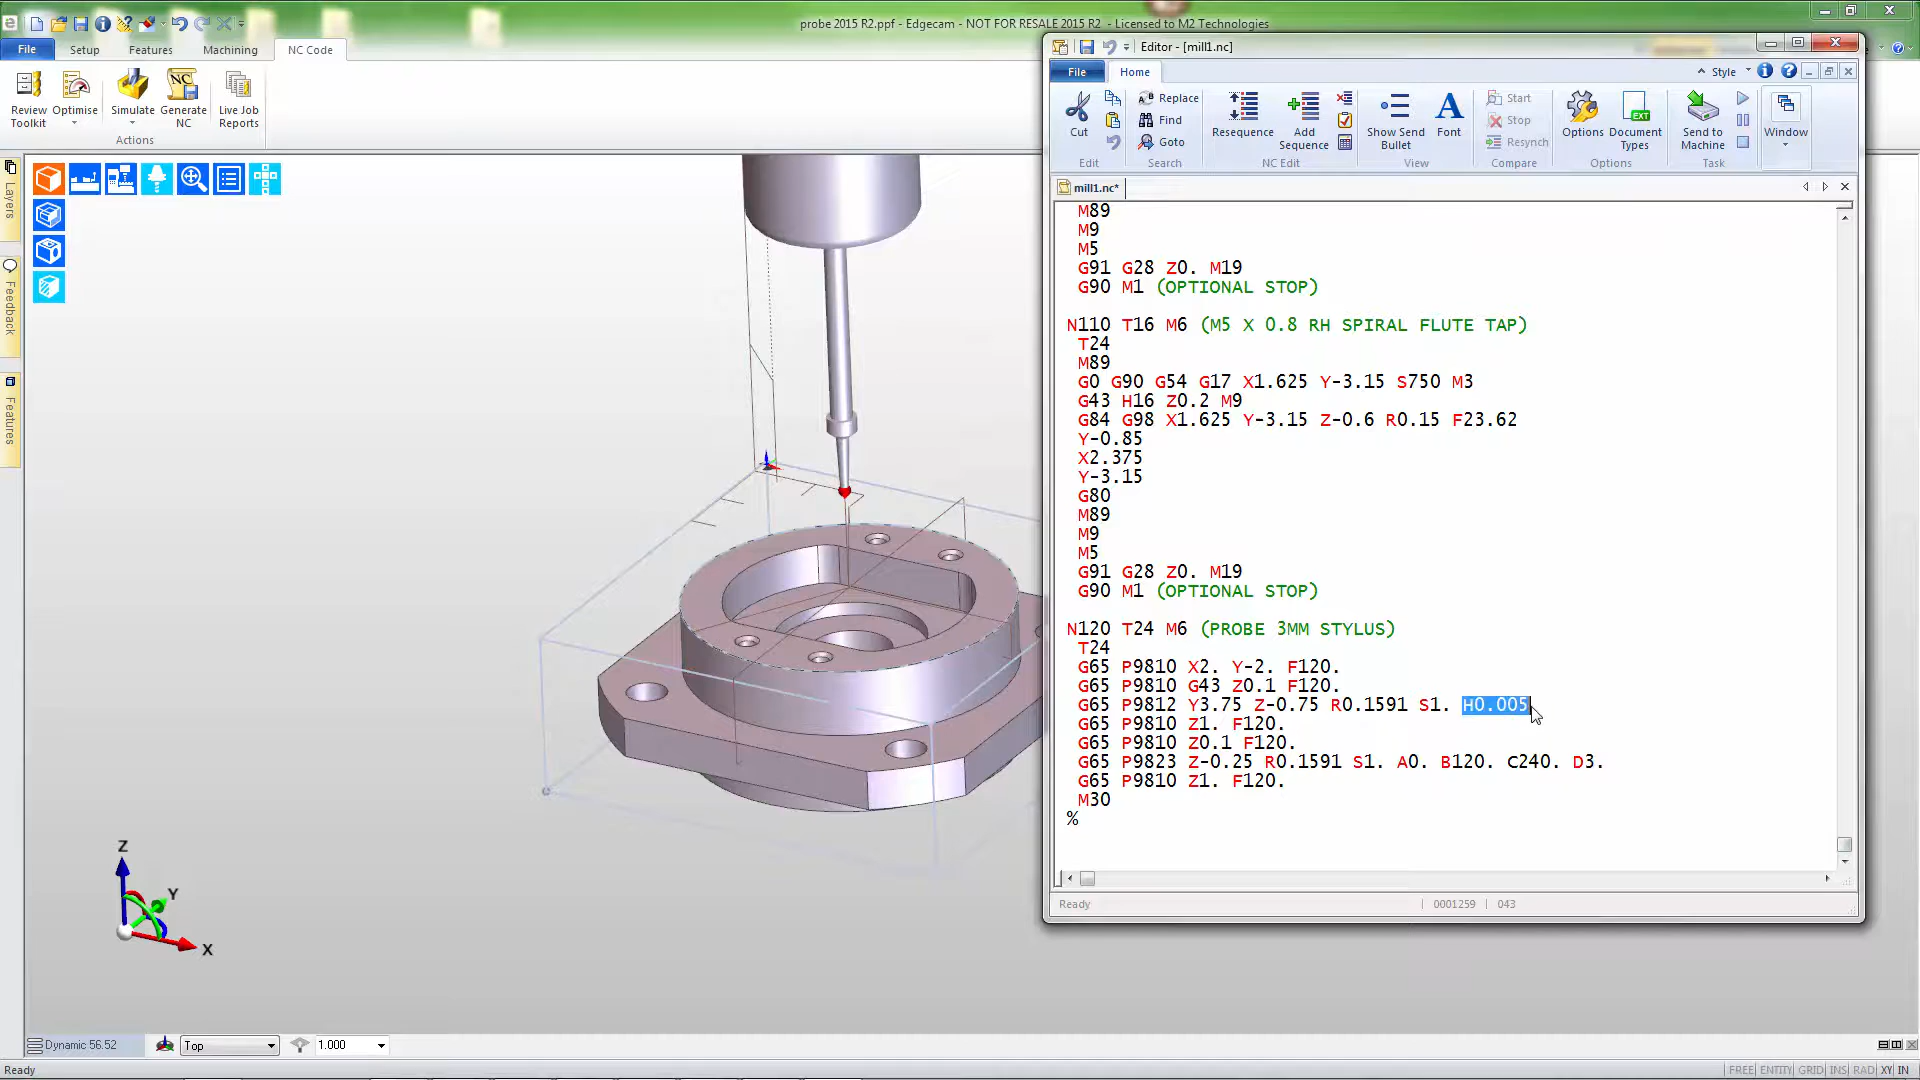 probe 2015 R2.ppf - Edgecam - NOT FOR RESALE 2015 R2 - Licensed to M2 Technologies
File Setup Features Machining NC Code
Review Toolkit
Optimise
Simulate
Generate NC
Live Job Reports
Actions
Layers
Feedback
Features
Editor - [mill1.nc]
File Home Style
Cut
Replace
Find
Goto
Resequence
Add Sequence
Show Send Bullet
Font
Start
Stop
Resynch
Options
Document Types
Send to Machine
Window
Edit Search NC Edit View Compare Options Task
mill1.nc*
M89
M9
M5
G91 G28 Z0. M19
G90 M1 (OPTIONAL STOP)
N110 T16 M6 (M5 X 0.8 RH SPIRAL FLUTE TAP)
T24
M89
G0 G90 G54 G17 X1.625 Y-3.15 S750 M3
G43 H16 Z0.2 M9
G84 G98 X1.625 Y-3.15 Z-0.6 R0.15 F23.62
Y-0.85
X2.375
Y-3.15
G80
M89
M9
M5
G91 G28 Z0. M19
G90 M1 (OPTIONAL STOP)
N120 T24 M6 (PROBE 3MM STYLUS)
T24
G65 P9810 X2. Y-2. F120.
G65 P9810 G43 Z0.1 F120.
G65 P9812 Y3.75 Z-0.75 R0.1591 S1. H0.005
G65 P9810 Z1. F120.
G65 P9810 Z0.1 F120.
G65 P9823 Z-0.25 R0.1591 S1. A0. B120. C240. D3.
G65 P9810 Z1. F120.
M30
%
Ready 0001259 043
Z
Y
X
Dynamic 56.52 Top 1.000
Ready FREE ENTITY GRID INS RAD XY IN